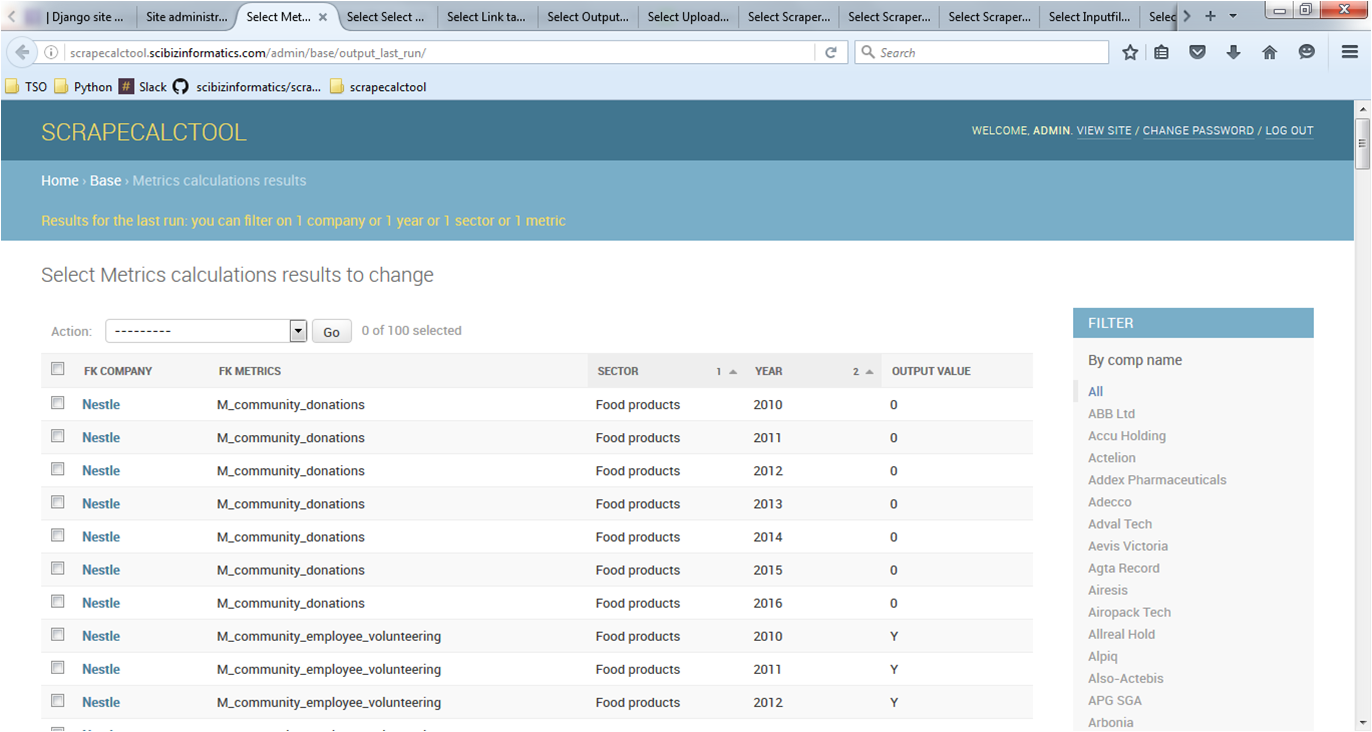 | Django site ...
Site administr...
Select Met...
Select Select ...
Select Link ta...
Select Output...
Select Upload...
Select Scraper...
Select Scraper...
Select Scraper...
Select Inputfil...
Selec
scrapecalctool.scibizinformatics.com/admin/base/output_last_run/
Search
TSO
Python
Slack
scibizinformatics/scra...
scrapecalctool
SCRAPECALCTOOL
WELCOME, ADMIN. VIEW SITE / CHANGE PASSWORD / LOG OUT
Home › Base › Metrics calculations results
Results for the last run: you can filter on 1 company or 1 year or 1 sector or 1 metric
Select Metrics calculations results to change
Action: --------- Go 0 of 100 selected
FK COMPANY FK METRICS SECTOR 1 YEAR 2 OUTPUT VALUE
Nestle M_community_donations Food products 2010 0
Nestle M_community_donations Food products 2011 0
Nestle M_community_donations Food products 2012 0
Nestle M_community_donations Food products 2013 0
Nestle M_community_donations Food products 2014 0
Nestle M_community_donations Food products 2015 0
Nestle M_community_donations Food products 2016 0
Nestle M_community_employee_volunteering Food products 2010 Y
Nestle M_community_employee_volunteering Food products 2011 Y
Nestle M_community_employee_volunteering Food products 2012 Y
FILTER
By comp name
All
ABB Ltd
Accu Holding
Actelion
Addex Pharmaceuticals
Adecco
Adval Tech
Aevis Victoria
Agta Record
Airesis
Airopack Tech
Allreal Hold
Alpiq
Also-Actebis
APG SGA
Arbonia